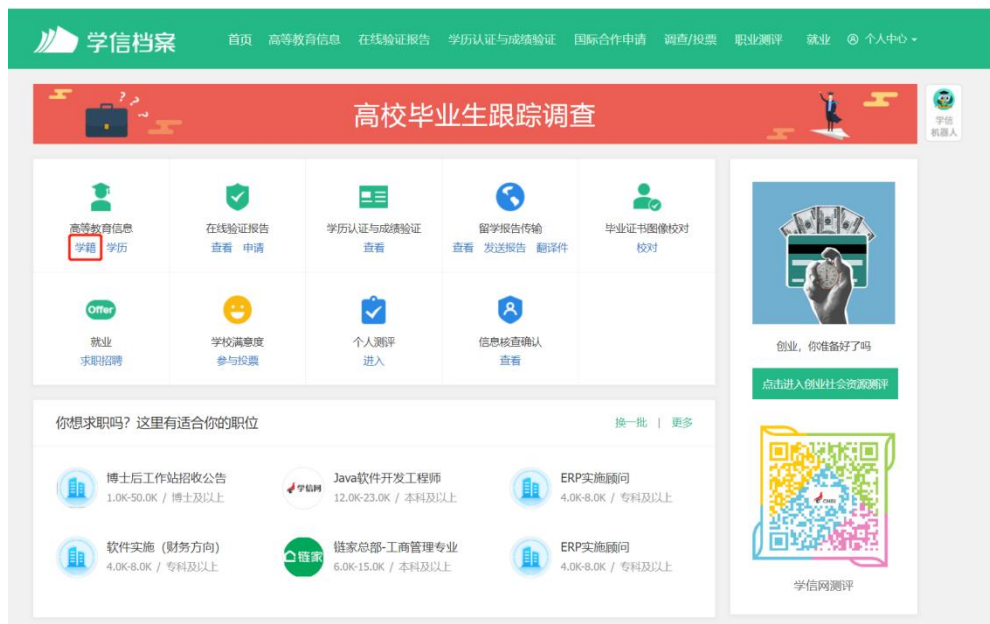 学信档案
首页 高等教育信息 在线验证报告 学历认证与成绩验证 国际合作申请 调查/投票 职业测评 就业 个人中心
? ? ?
高校毕业生跟踪调查
学信
机器人
高等教育信息 在线验证报告 学历认证与成绩验证 留学报告传输 毕业证书图像校对
学籍 学历 查看 申请 查看 查看 发送报告 翻译件 校对
Offer
就业 学校满意度 个人测评 信息核查确认
求职招聘 参与投票 进入 查看
创业，你准备好了吗
点击进入创业社会资源测评
你想求职吗？这里有适合你的职位 换一批 | 更多
博士后工作站招收公告 学信网 Java软件开发工程师 ERP实施顾问
1.0K-50.0K / 博士及以上 12.0K-23.0K / 本科及以上 4.0K-8.0K / 专科及以上
软件实施（财务方向） 链家 链家总部-工商管理专业 ERP实施顾问
4.0K-8.0K / 专科及以上 6.0K-15.0K / 本科及以上 4.0K-8.0K / 专科及以上
学信网测评